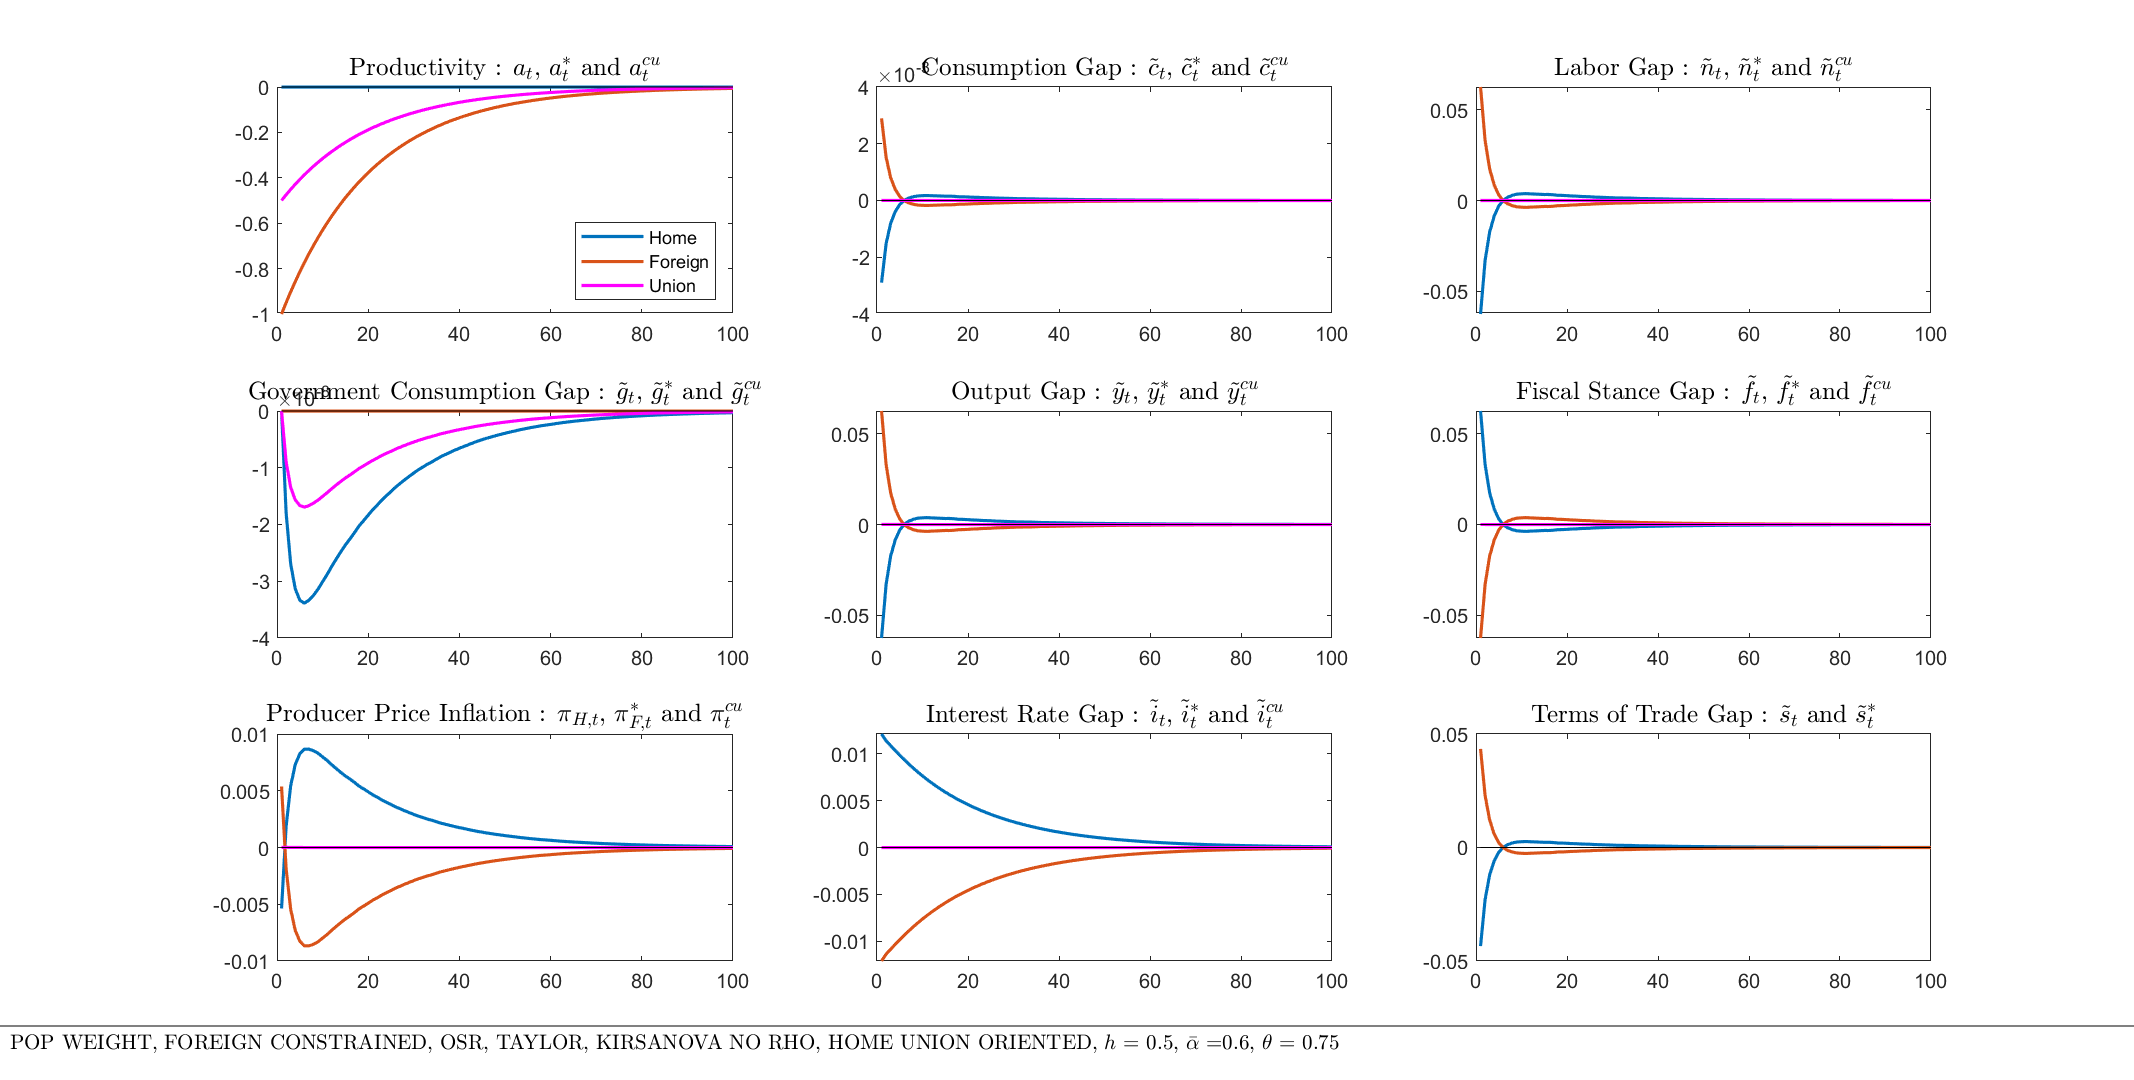 Productivity : a_t, a_t^* and a_t^{cu}
0
-0.2
-0.4
-0.6
-0.8
-1
0 20 40 60 80 100
Home
Foreign
Union
Consumption Gap : c̃_t, c̃_t^* and c̃_t^{cu}
4
2
0
-2
-4
0 20 40 60 80 100
Labor Gap : ñ_t, ñ_t^* and ñ_t^{cu}
0.05
0
-0.05
0 20 40 60 80 100
Government Consumption Gap : g̃_t, g̃_t^* and g̃_t^{cu}
0
-1
-2
-3
-4
0 20 40 60 80 100
Output Gap : ỹ_t, ỹ_t^* and ỹ_t^{cu}
0.05
0
-0.05
0 20 40 60 80 100
Fiscal Stance Gap : f̃_t, f̃_t^* and f̃_t^{cu}
0.05
0
-0.05
0 20 40 60 80 100
Producer Price Inflation : π_{H,t}, π_{F,t}^* and π_t^{cu}
0.01
0.005
0
-0.005
-0.01
0 20 40 60 80 100
Interest Rate Gap : ĩ_t, ĩ_t^* and ĩ_t^{cu}
0.01
0.005
0
-0.005
-0.01
0 20 40 60 80 100
Terms of Trade Gap : s̃_t and s̃_t^*
0.05
0
-0.05
0 20 40 60 80 100
POP WEIGHT, FOREIGN CONSTRAINED, OSR, TAYLOR, KIRSANOVA NO RHO, HOME UNION ORIENTED, h = 0.5, ᾱ =0.6, θ = 0.75